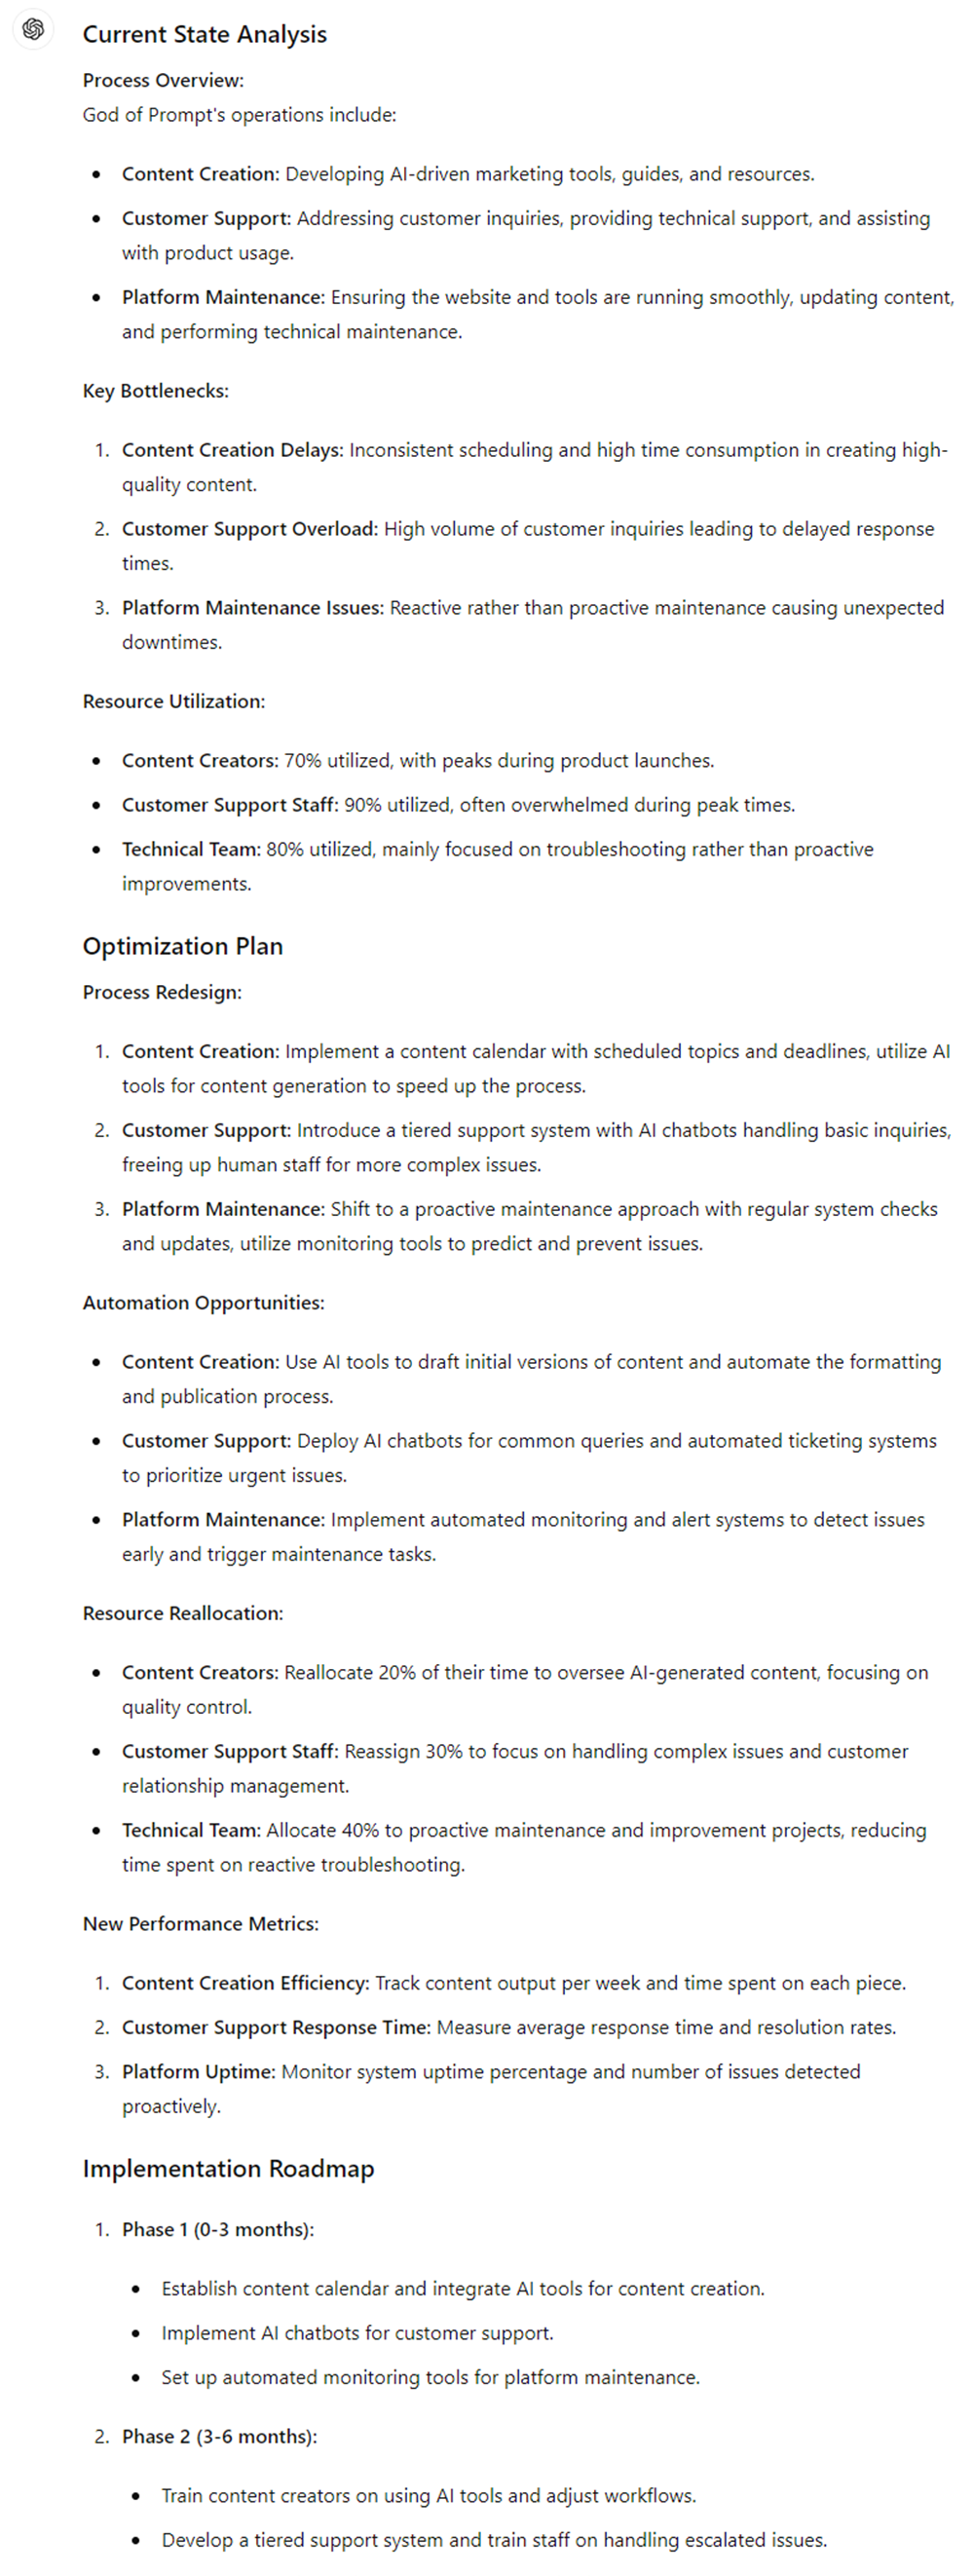 Current State Analysis
Process Overview:
God of Prompt's operations include:
Content Creation: Developing AI-driven marketing tools, guides, and resources.
Customer Support: Addressing customer inquiries, providing technical support, and assisting
with product usage.
Platform Maintenance: Ensuring the website and tools are running smoothly, updating content,
and performing technical maintenance.
Key Bottlenecks:
1. Content Creation Delays: Inconsistent scheduling and high time consumption in creating high-
quality content.
2. Customer Support Overload: High volume of customer inquiries leading to delayed response
times.
3. Platform Maintenance Issues: Reactive rather than proactive maintenance causing unexpected
downtimes.
Resource Utilization:
Content Creators: 70% utilized, with peaks during product launches.
Customer Support Staff: 90% utilized, often overwhelmed during peak times.
Technical Team: 80% utilized, mainly focused on troubleshooting rather than proactive
improvements.
Optimization Plan
Process Redesign:
1. Content Creation: Implement a content calendar with scheduled topics and deadlines, utilize AI
tools for content generation to speed up the process.
2. Customer Support: Introduce a tiered support system with AI chatbots handling basic inquiries,
freeing up human staff for more complex issues.
3. Platform Maintenance: Shift to a proactive maintenance approach with regular system checks
and updates, utilize monitoring tools to predict and prevent issues.
Automation Opportunities:
Content Creation: Use AI tools to draft initial versions of content and automate the formatting
and publication process.
Customer Support: Deploy AI chatbots for common queries and automated ticketing systems
to prioritize urgent issues.
Platform Maintenance: Implement automated monitoring and alert systems to detect issues
early and trigger maintenance tasks.
Resource Reallocation:
Content Creators: Reallocate 20% of their time to oversee AI-generated content, focusing on
quality control.
Customer Support Staff: Reassign 30% to focus on handling complex issues and customer
relationship management.
Technical Team: Allocate 40% to proactive maintenance and improvement projects, reducing
time spent on reactive troubleshooting.
New Performance Metrics:
1. Content Creation Efficiency: Track content output per week and time spent on each piece.
2. Customer Support Response Time: Measure average response time and resolution rates.
3. Platform Uptime: Monitor system uptime percentage and number of issues detected
proactively.
Implementation Roadmap
1. Phase 1 (0-3 months):
Establish content calendar and integrate AI tools for content creation.
Implement AI chatbots for customer support.
Set up automated monitoring tools for platform maintenance.
2. Phase 2 (3-6 months):
Train content creators on using AI tools and adjust workflows.
Develop a tiered support system and train staff on handling escalated issues.